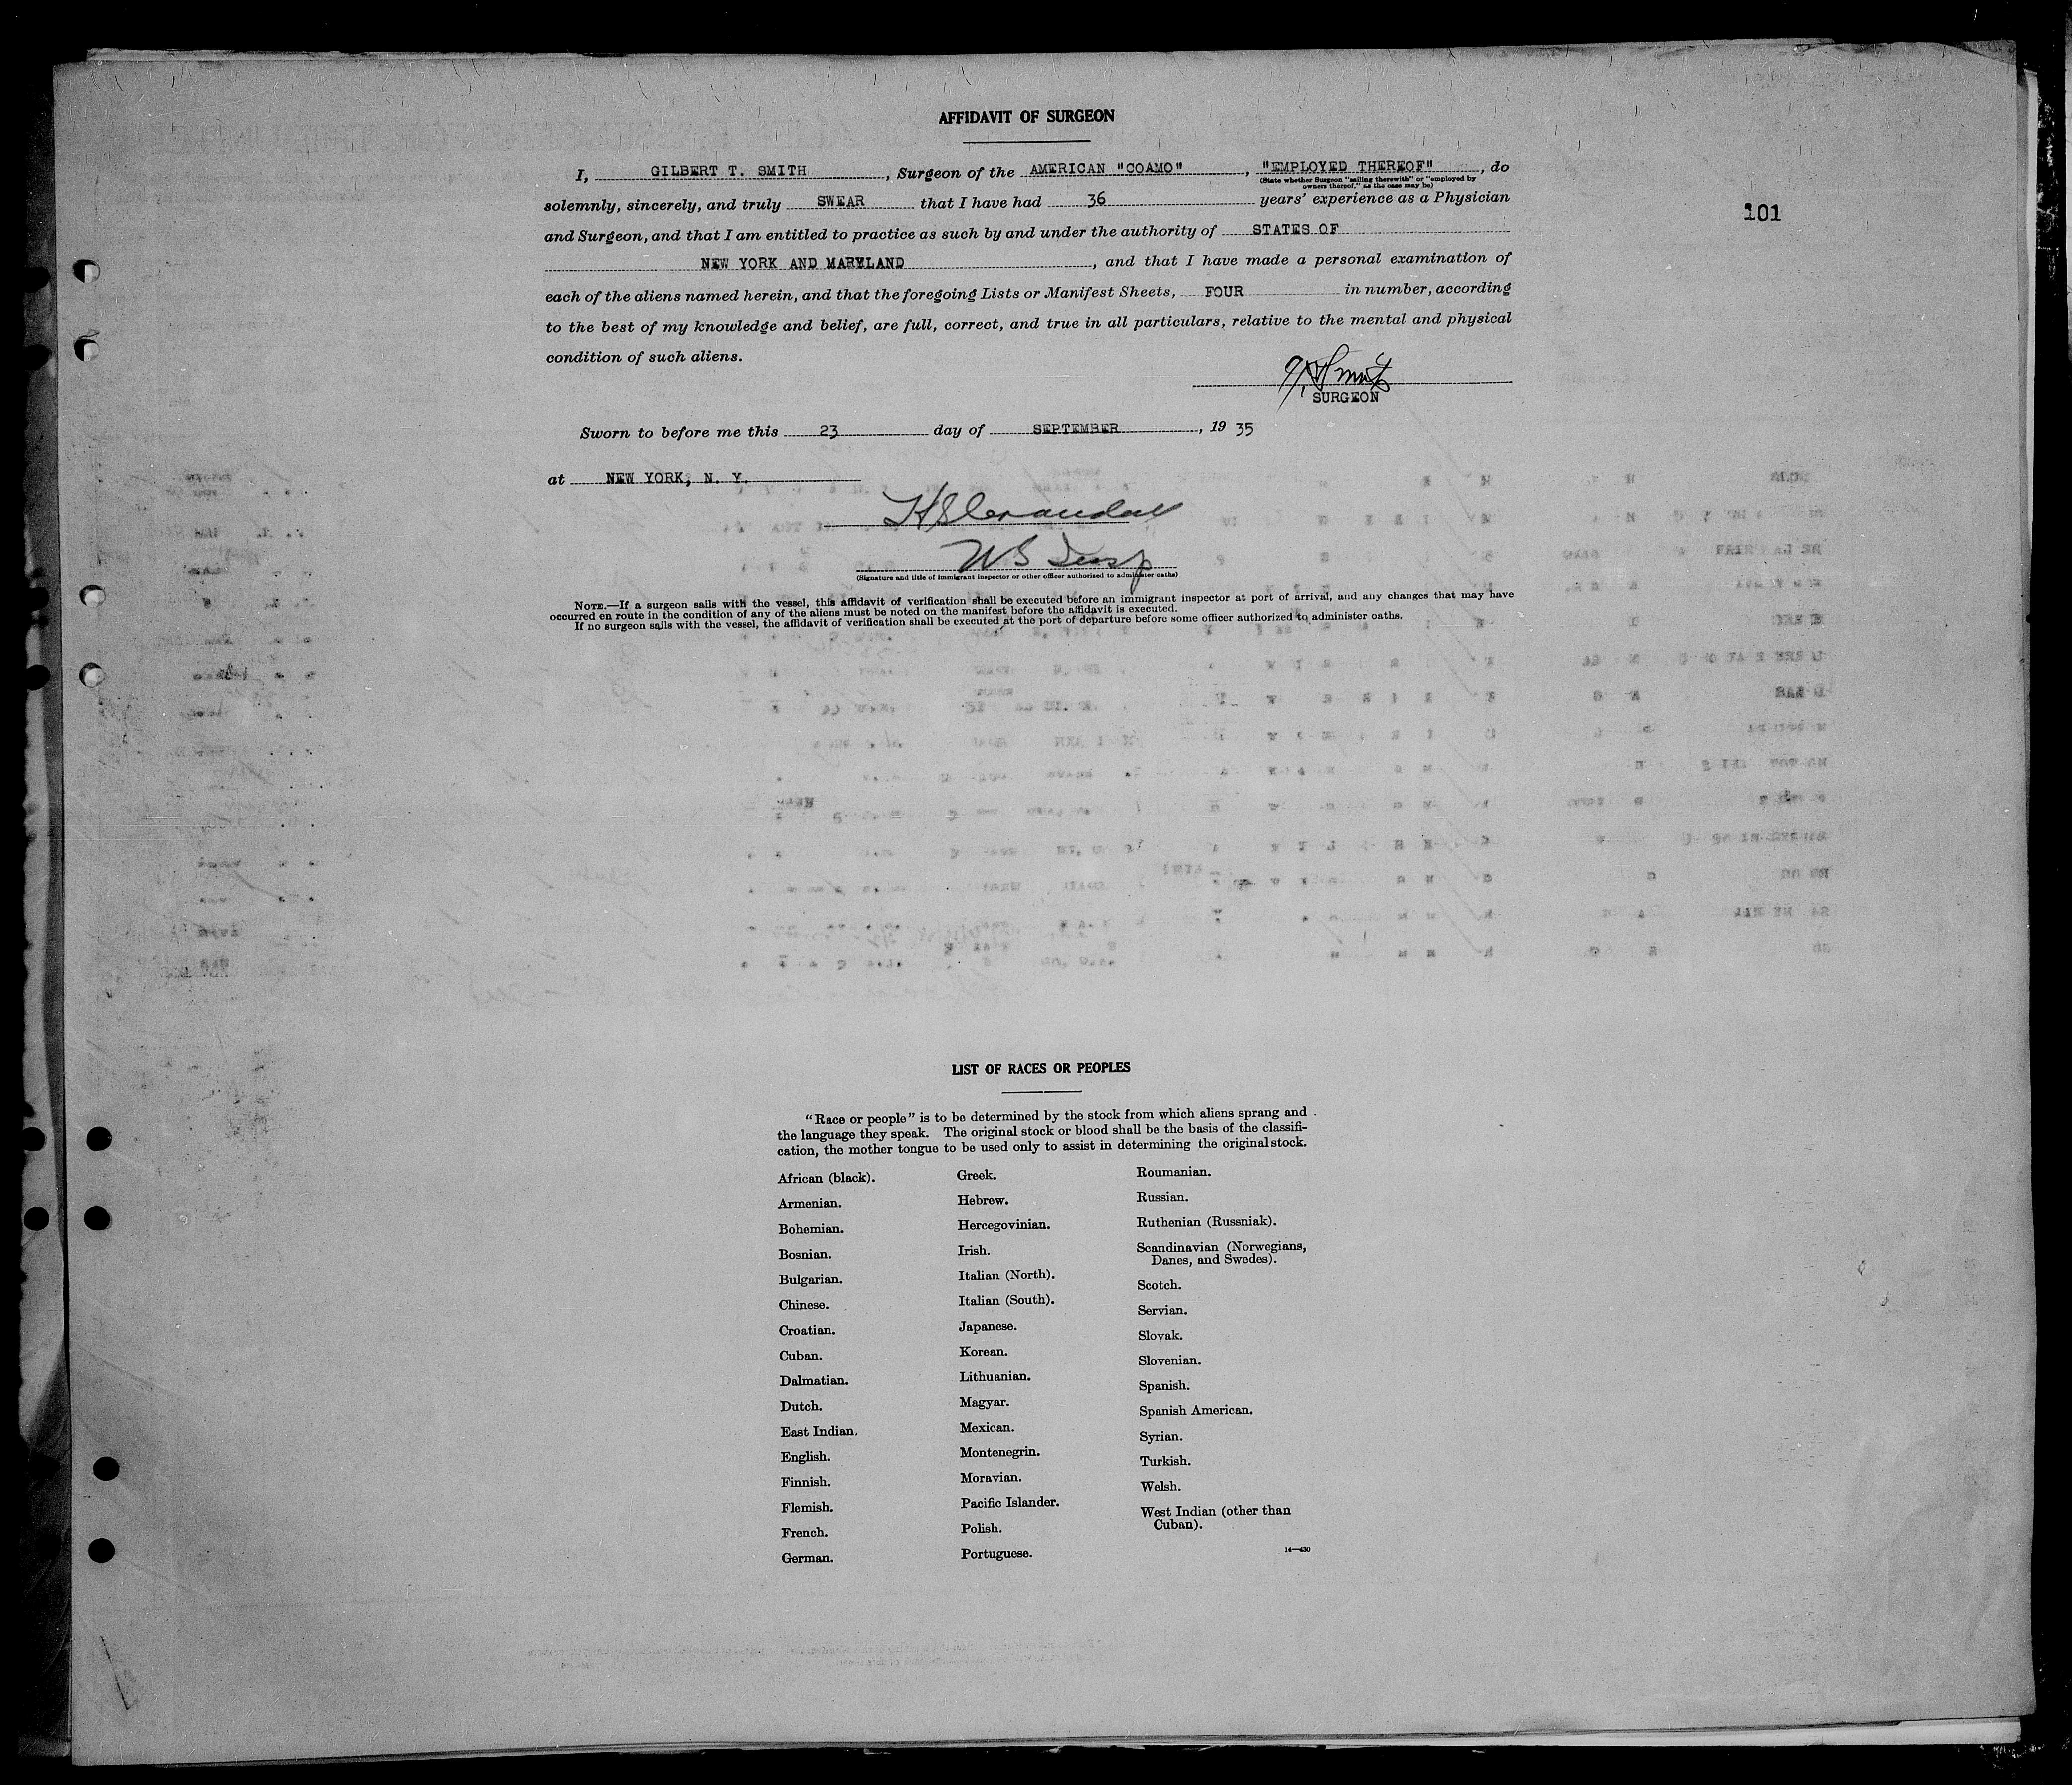 AFFIDAVIT OF SURGEON
I, GILBERT T. SMITH, Surgeon of the AMERICAN "COAMO", "EMPLOYED THEREOF", do
(State whether Surgeon "sailing therewith" or "employed by
owners thereof," as the case may be)
solemnly, sincerely, and truly SWEAR that I have had 36 years' experience as a Physician
101
and Surgeon, and that I am entitled to practice as such by and under the authority of STATES OF
NEW YORK AND MARYLAND, and that I have made a personal examination of
each of the aliens named herein, and that the foregoing Lists or Manifest Sheets, FOUR in number, according
to the best of my knowledge and belief, are full, correct, and true in all particulars, relative to the mental and physical
condition of such aliens.
SURGEON
Sworn to before me this 23 day of SEPTEMBER, 1935
at NEW YORK, N. Y.
(Signature and title of immigrant inspector or other officer authorized to administer oaths)
NOTE.—If a surgeon sails with the vessel, this affidavit of verification shall be executed before an immigrant inspector at port of arrival, and any changes that may have
occurred en route in the condition of any of the aliens must be noted on the manifest before the affidavit is executed.
If no surgeon sails with the vessel, the affidavit of verification shall be executed at the port of departure before some officer authorized to administer oaths.
LIST OF RACES OR PEOPLES
"Race or people" is to be determined by the stock from which aliens sprang and
the language they speak. The original stock or blood shall be the basis of the classifi-
cation, the mother tongue to be used only to assist in determining the original stock.
African (black).
Armenian.
Bohemian.
Bosnian.
Bulgarian.
Chinese.
Croatian.
Cuban.
Dalmatian.
Dutch.
East Indian.
English.
Finnish.
Flemish.
French.
German.
Greek.
Hebrew.
Hercegovinian.
Irish.
Italian (North).
Italian (South).
Japanese.
Korean.
Lithuanian.
Magyar.
Mexican.
Montenegrin.
Moravian.
Pacific Islander.
Polish.
Portuguese.
Roumanian.
Russian.
Ruthenian (Russniak).
Scandinavian (Norwegians,
Danes, and Swedes).
Scotch.
Servian.
Slovak.
Slovenian.
Spanish.
Spanish American.
Syrian.
Turkish.
Welsh.
West Indian (other than
Cuban).
14—430